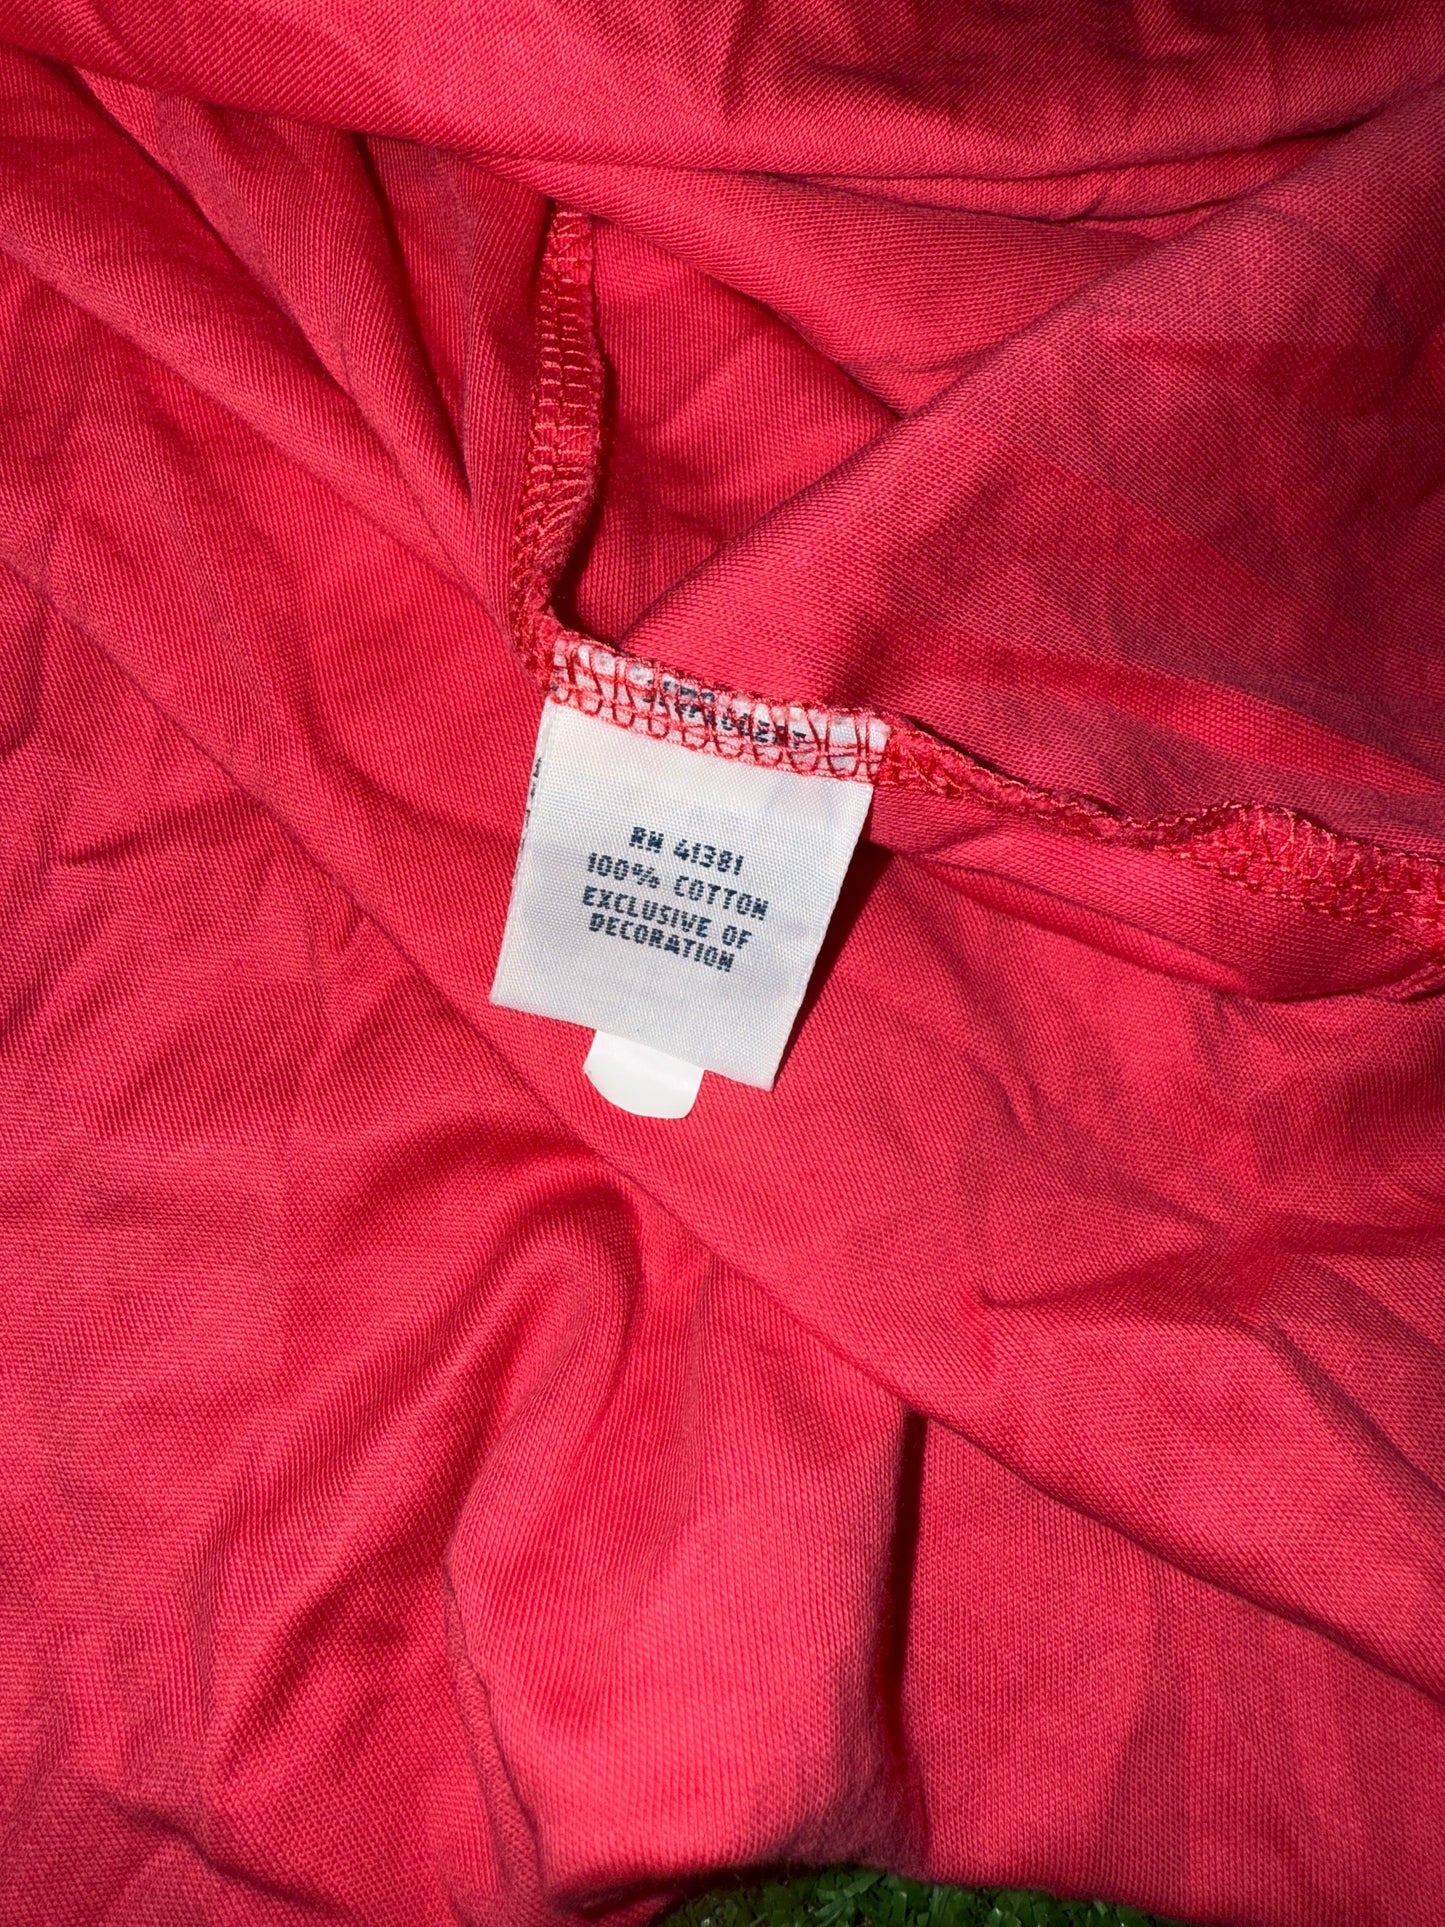 RN 41381
100% COTTON
EXCLUSIVE OF
DECORATION